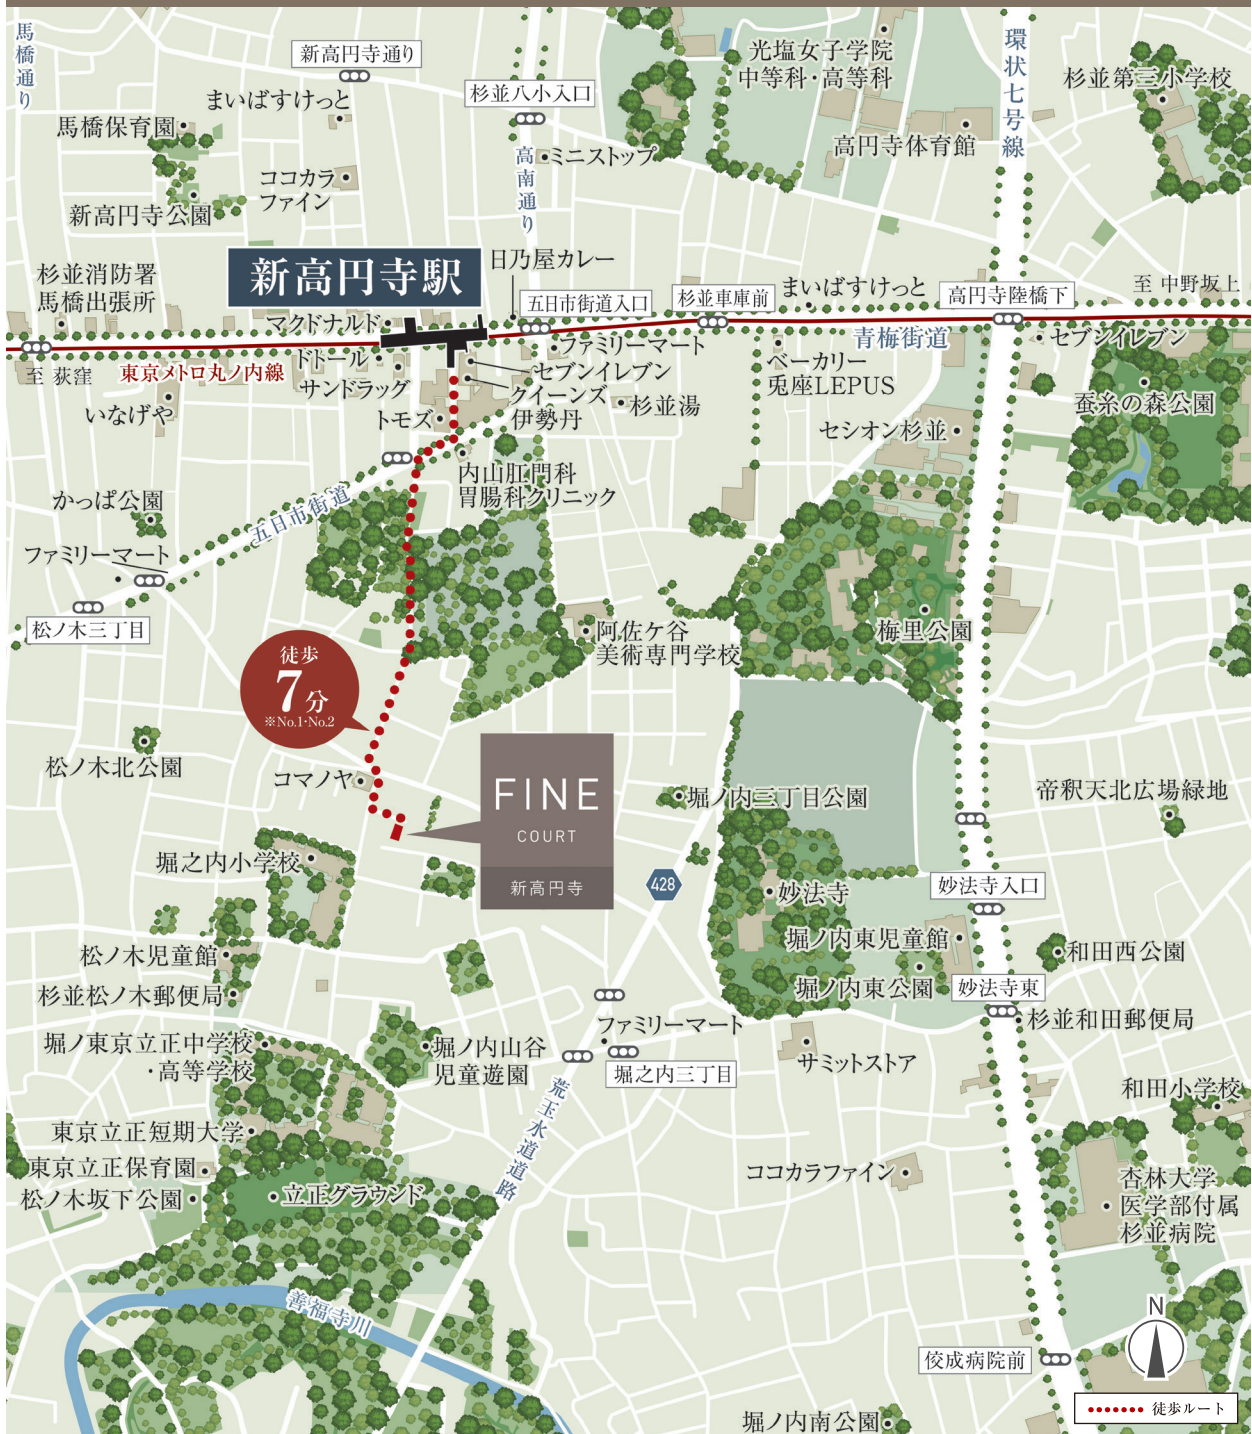 馬橋通り
新高円寺通り
まいばすけっと
馬橋保育園
ココカラ
ファイン
新高円寺公園
杉並八小入口
高南通り
ミニストップ
光塩女子学院
中等科・高等科
高円寺体育館
環状七号線
杉並第三小学校
杉並消防署
馬橋出張所
新高円寺駅
日乃屋カレー
五日市街道入口
杉並車庫前
まいばすけっと
高円寺陸橋下
至 中野坂上
マクドナルド
ドトール
サンドラッグ
トモズ
ファミリーマート
セブンイレブン
クイーンズ
伊勢丹
杉並湯
ベーカリー
兎座LEPUS
青梅街道
セブンイレブン
蚕糸の森公園
至 荻窪
東京メトロ丸ノ内線
いなげや
セシオン杉並
内山肛門科
胃腸科クリニック
かっぱ公園
五日市街道
ファミリーマート
松ノ木三丁目
阿佐ケ谷
美術専門学校
梅里公園
徒歩
7分
※No.1・No.2
松ノ木北公園
コマノヤ
FINE
COURT
新高円寺
堀ノ内三丁目公園
帝釈天北広場緑地
堀之内小学校
428
妙法寺
妙法寺入口
松ノ木児童館
堀ノ内東児童館
和田西公園
杉並松ノ木郵便局
堀ノ内東公園
妙法寺東
杉並和田郵便局
堀ノ東京立正中学校
・高等学校
堀ノ内山谷
児童遊園
ファミリーマート
堀之内三丁目
サミットストア
荒玉水道道路
和田小学校
東京立正短期大学
東京立正保育園
松ノ木坂下公園
立正グラウンド
ココカラファイン
杏林大学
医学部付属
杉並病院
善福寺川
佼成病院前
N
堀ノ内南公園
徒歩ルート